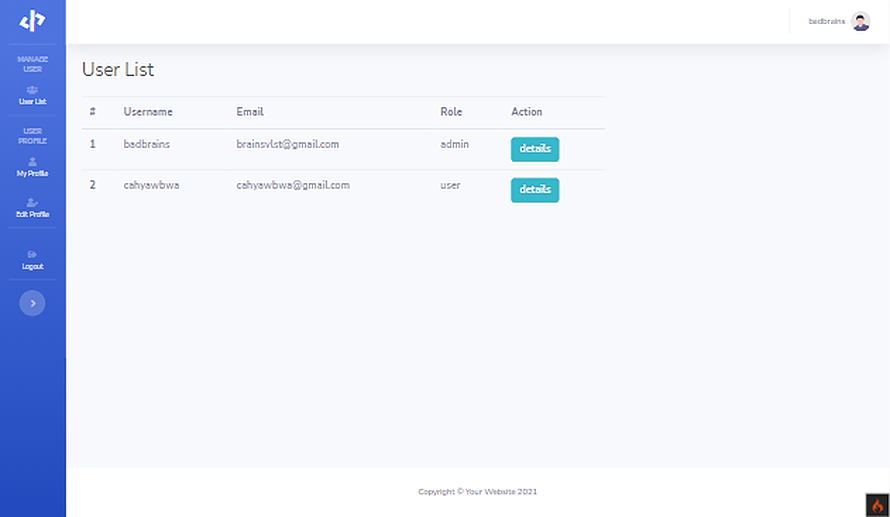 badbrains
MANAGE
USER
User List
USER
PROFILE
My Profile
Edit Profile
Logout
User List
# Username Email Role Action
1 badbrains brainsvlst@gmail.com admin details
2 cahyawbwa cahyawbwa@gmail.com user details
Copyright © Your Website 2021